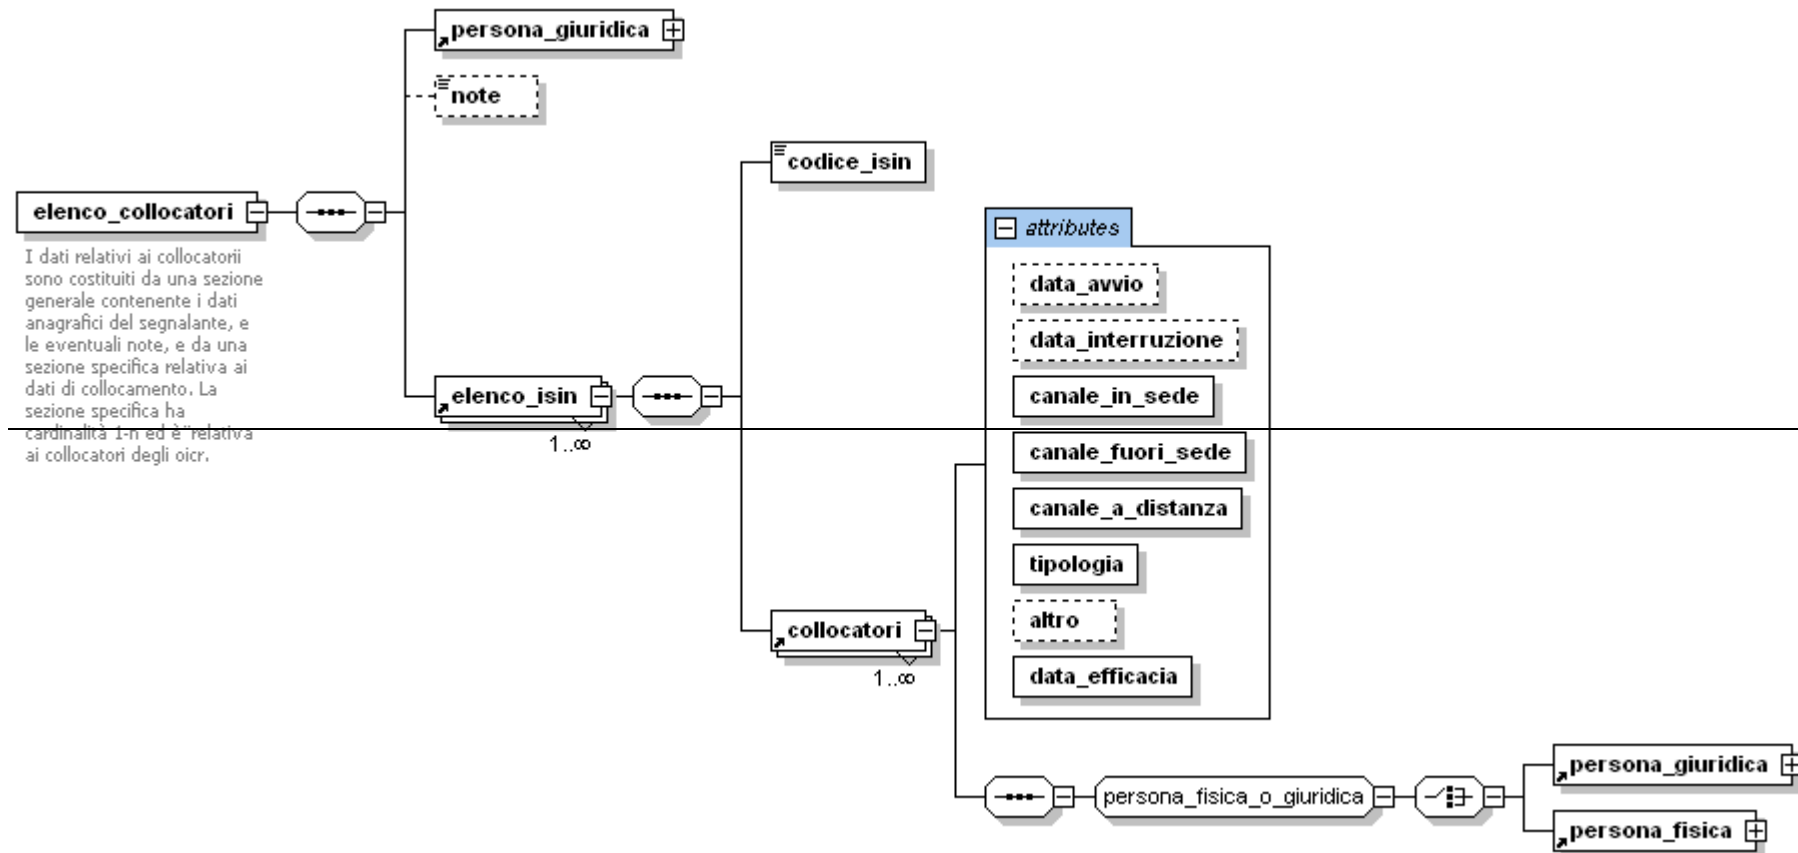 persona_giuridica
note
codice_isin
elenco_collocatori
I dati relativi ai collocatorii
sono costituiti da una sezione
generale contenente i dati
anagrafici del segnalante, e
le eventuali note, e da una
sezione specifica relativa ai
dati di collocamento. La
sezione specifica ha
cardinalità 1-n ed è¨relativa
ai collocatori degli oicr.
elenco_isin
1..∞
attributes
data_avvio
data_interruzione
canale_in_sede
canale_fuori_sede
canale_a_distanza
tipologia
altro
data_efficacia
collocatori
1..∞
persona_fisica_o_giuridica
persona_giuridica
persona_fisica